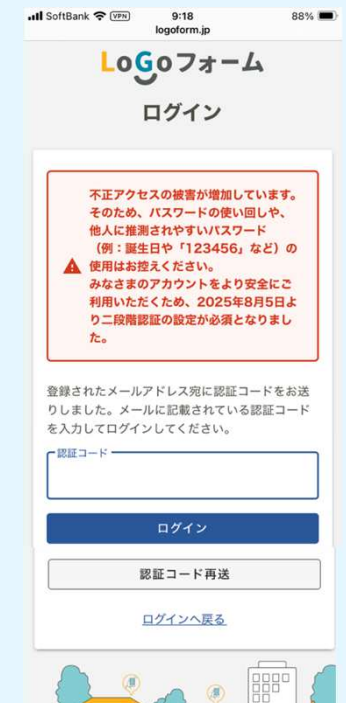 SoftBank VPN 9:18 88%
logoform.jp
LoGoフォーム
ログイン
不正アクセスの被害が増加しています。
そのため、パスワードの使い回しや、
他人に推測されやすいパスワード
（例：誕生日や「123456」など）の
使用はお控えください。
みなさまのアカウントをより安全にご
利用いただくため、2025年8月5日よ
り二段階認証の設定が必須となりまし
た。
登録されたメールアドレス宛に認証コードをお送
りしました。メールに記載されている認証コード
を入力してログインしてください。
認証コード
ログイン
認証コード再送
ログインへ戻る